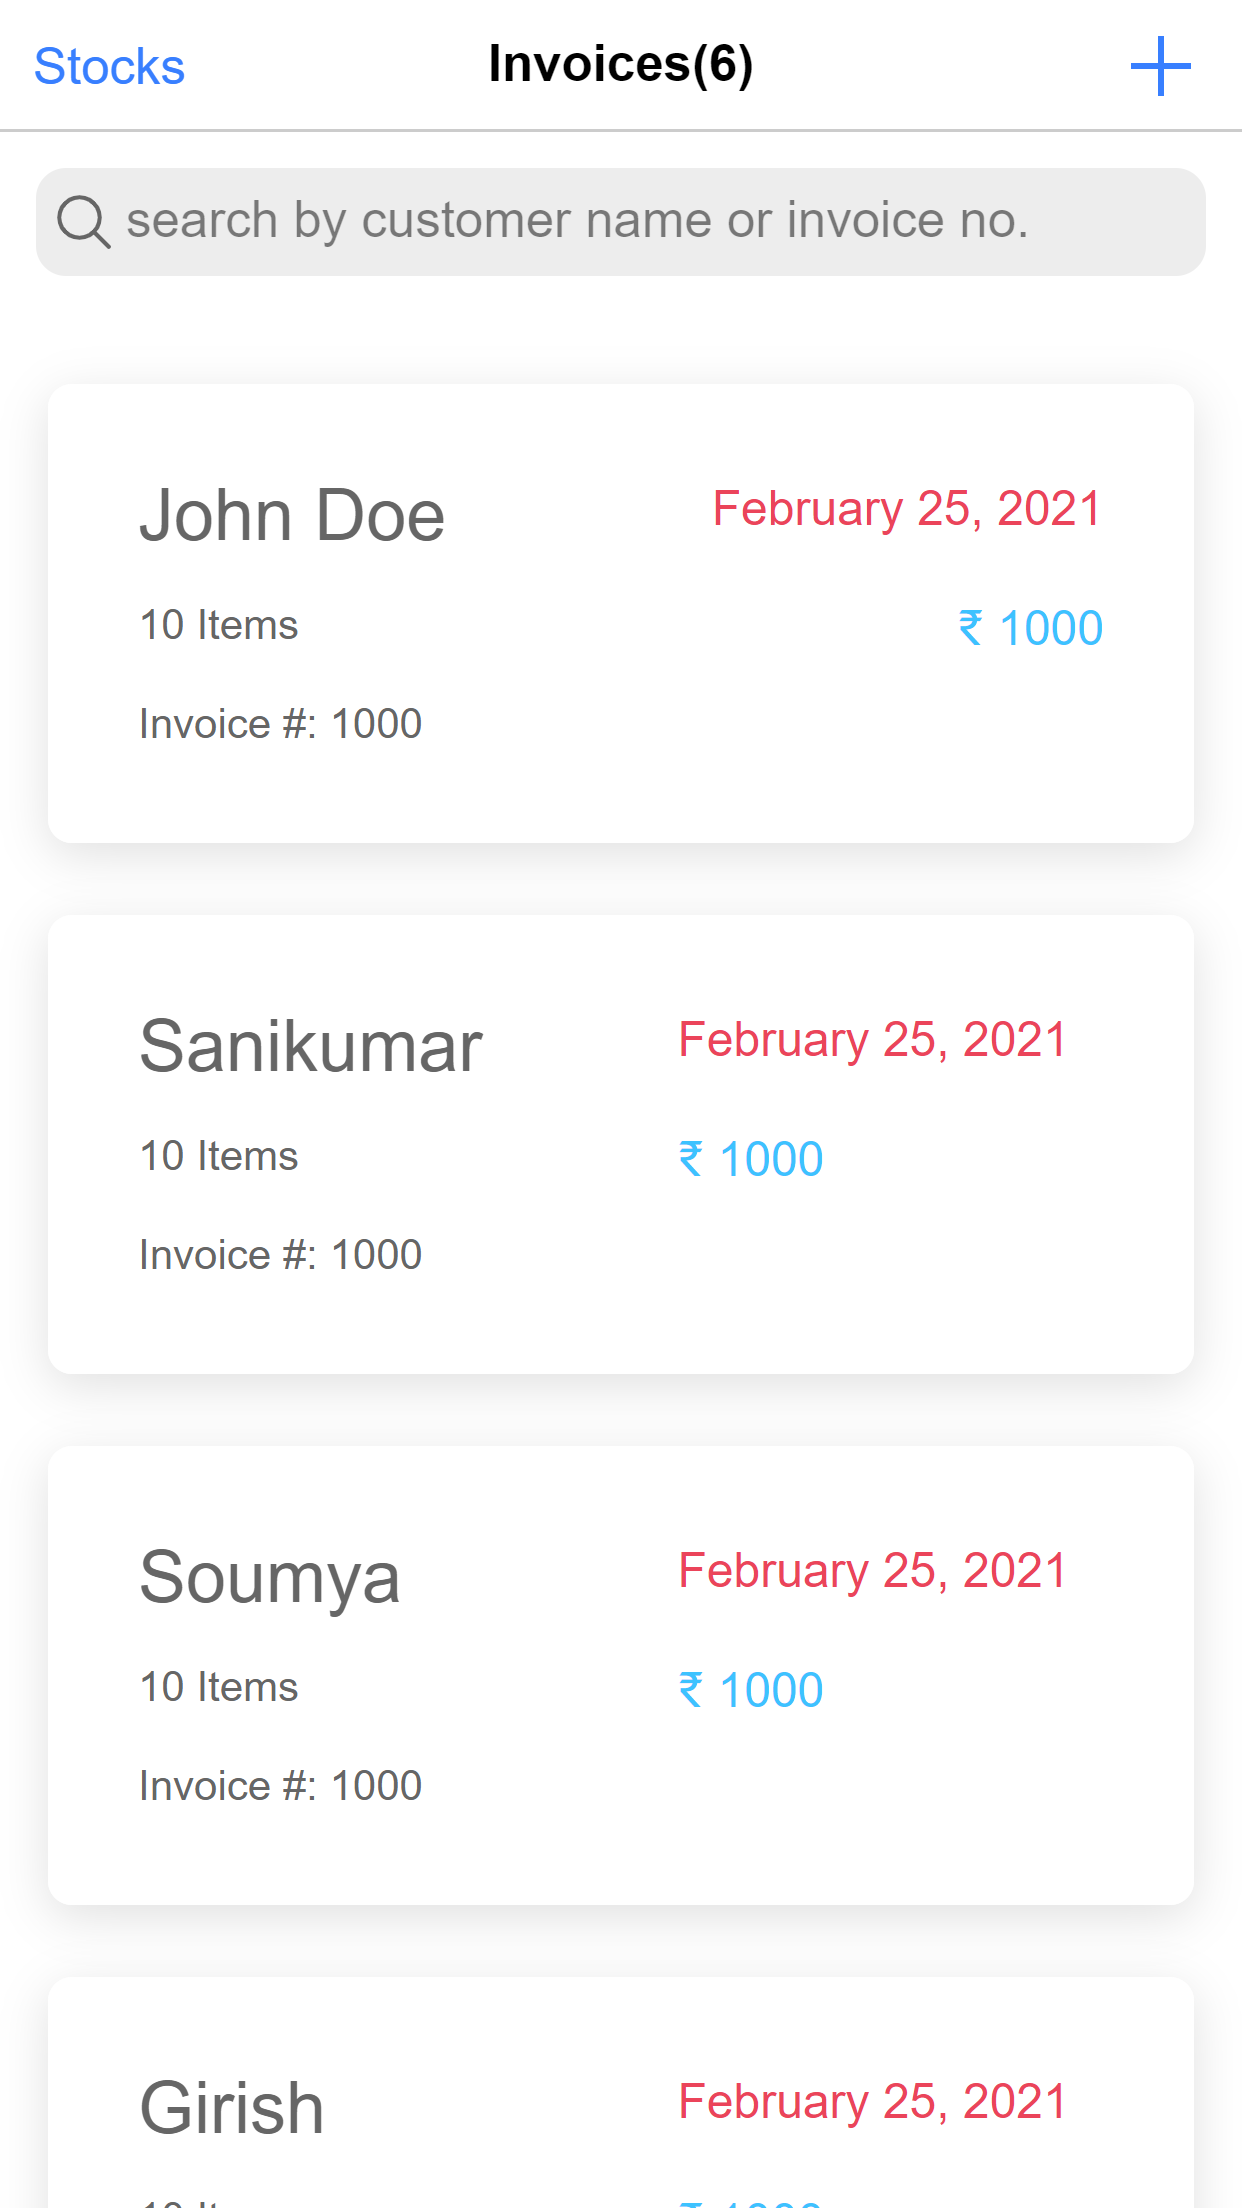 Stocks Invoices(6)
search by customer name or invoice no.
John Doe February 25, 2021
10 Items ₹ 1000
Invoice #: 1000
Sanikumar February 25, 2021
10 Items ₹ 1000
Invoice #: 1000
Soumya February 25, 2021
10 Items ₹ 1000
Invoice #: 1000
Girish February 25, 2021